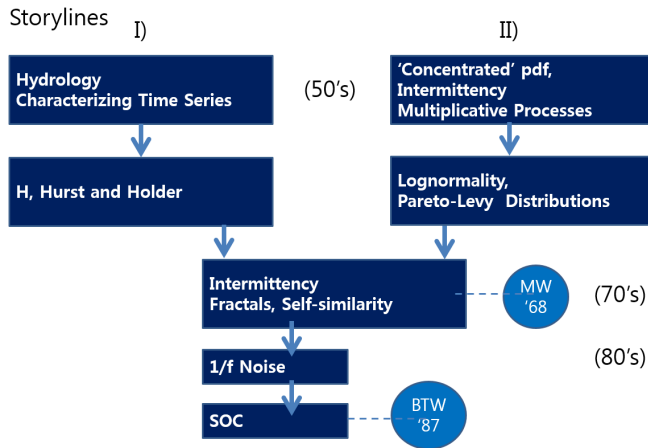 Storylines
I)
II)
Hydrology
Characterizing Time Series
(50's)
‘Concentrated’ pdf,
Intermittency
Multiplicative Processes
H, Hurst and Holder
Lognormality,
Pareto-Levy Distributions
Intermittency
Fractals, Self-similarity
MW
‘68
(70’s)
1/f Noise
(80’s)
SOC
BTW
‘87